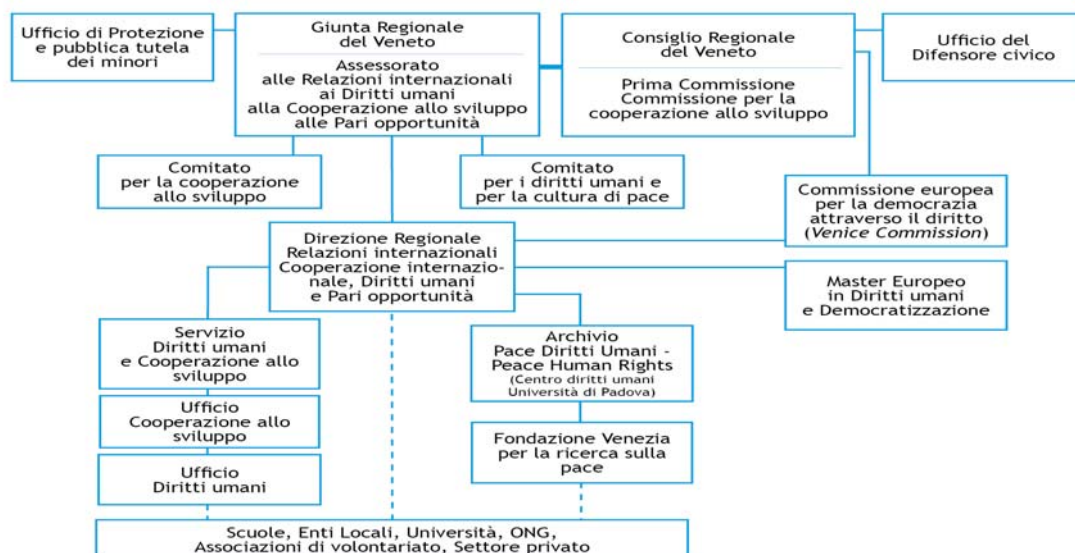 Ufficio di Protezione
e pubblica tutela
dei minori
Giunta Regionale
del Veneto
Assessorato
alle Relazioni internazionali
ai Diritti umani
alla Cooperazione allo sviluppo
alle Pari opportunità
Consiglio Regionale
del Veneto
Prima Commissione
Commissione per la
cooperazione allo sviluppo
Ufficio del
Difensore civico
Comitato
per la cooperazione
allo sviluppo
Comitato
per i diritti umani e
per la cultura di pace
Commissione europea
per la democrazia
attraverso il diritto
(Venice Commission)
Direzione Regionale
Relazioni internazionali
Cooperazione internazio-
nale, Diritti umani
e Pari opportunità
Master Europeo
in Diritti umani
e Democratizzazione
Servizio
Diritti umani
e Cooperazione allo
sviluppo
Archivio
Pace Diritti Umani -
Peace Human Rights
(Centro diritti umani
Università di Padova)
Ufficio
Cooperazione allo
sviluppo
Fondazione Venezia
per la ricerca sulla
pace
Ufficio
Diritti umani
Scuole, Enti Locali, Università, ONG,
Associazioni di volontariato, Settore privato